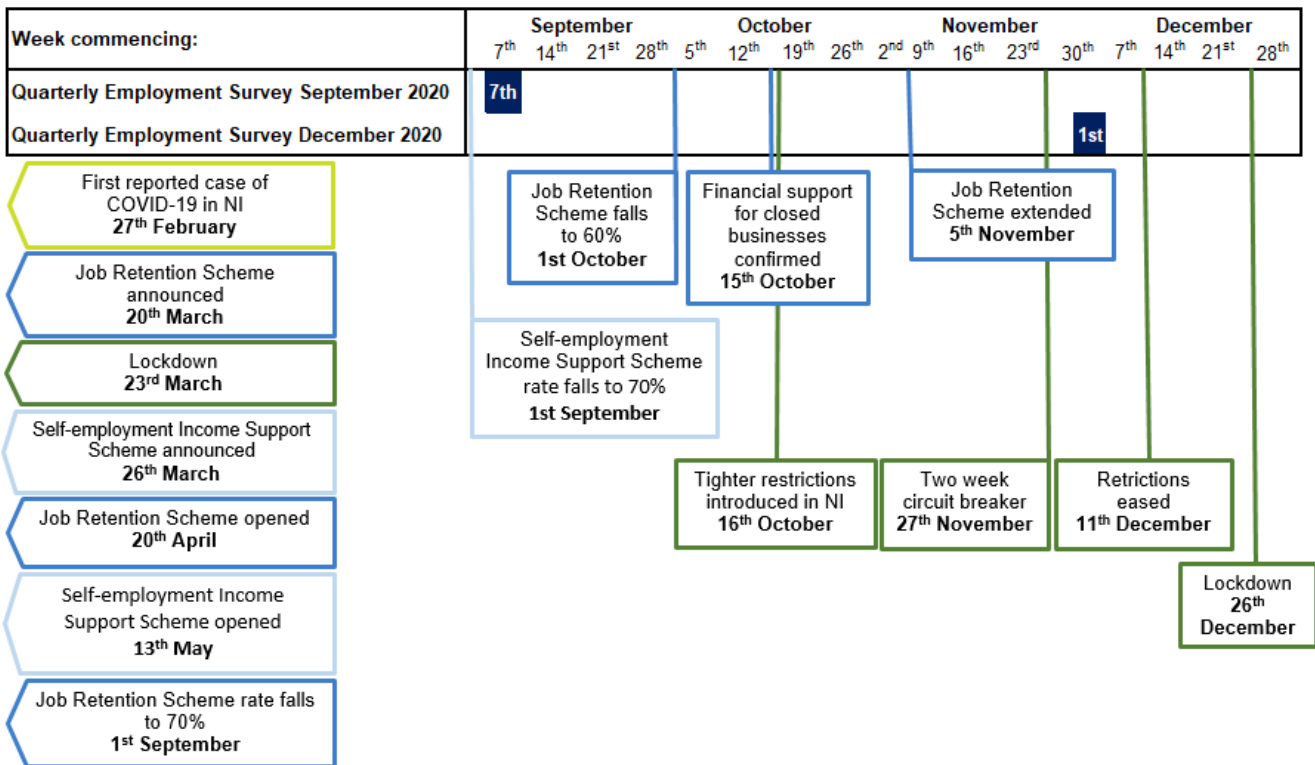 Week commencing:
September October November December
7th 14th 21st 28th 5th 12th 19th 26th 2nd 9th 16th 23rd 30th 7th 14th 21st 28th
Quarterly Employment Survey September 2020
7th
Quarterly Employment Survey December 2020
1st
First reported case of
COVID-19 in NI
27th February
Job Retention Scheme
announced
20th March
Lockdown
23rd March
Self-employment Income Support
Scheme announced
26th March
Job Retention Scheme opened
20th April
Self-employment Income
Support Scheme opened
13th May
Job Retention Scheme rate falls
to 70%
1st September
Job Retention
Scheme falls
to 60%
1st October
Financial support
for closed
businesses
confirmed
15th October
Job Retention
Scheme extended
5th November
Self-employment
Income Support Scheme
rate falls to 70%
1st September
Tighter restrictions
introduced in NI
16th October
Two week
circuit breaker
27th November
Retrictions
eased
11th December
Lockdown
26th
December